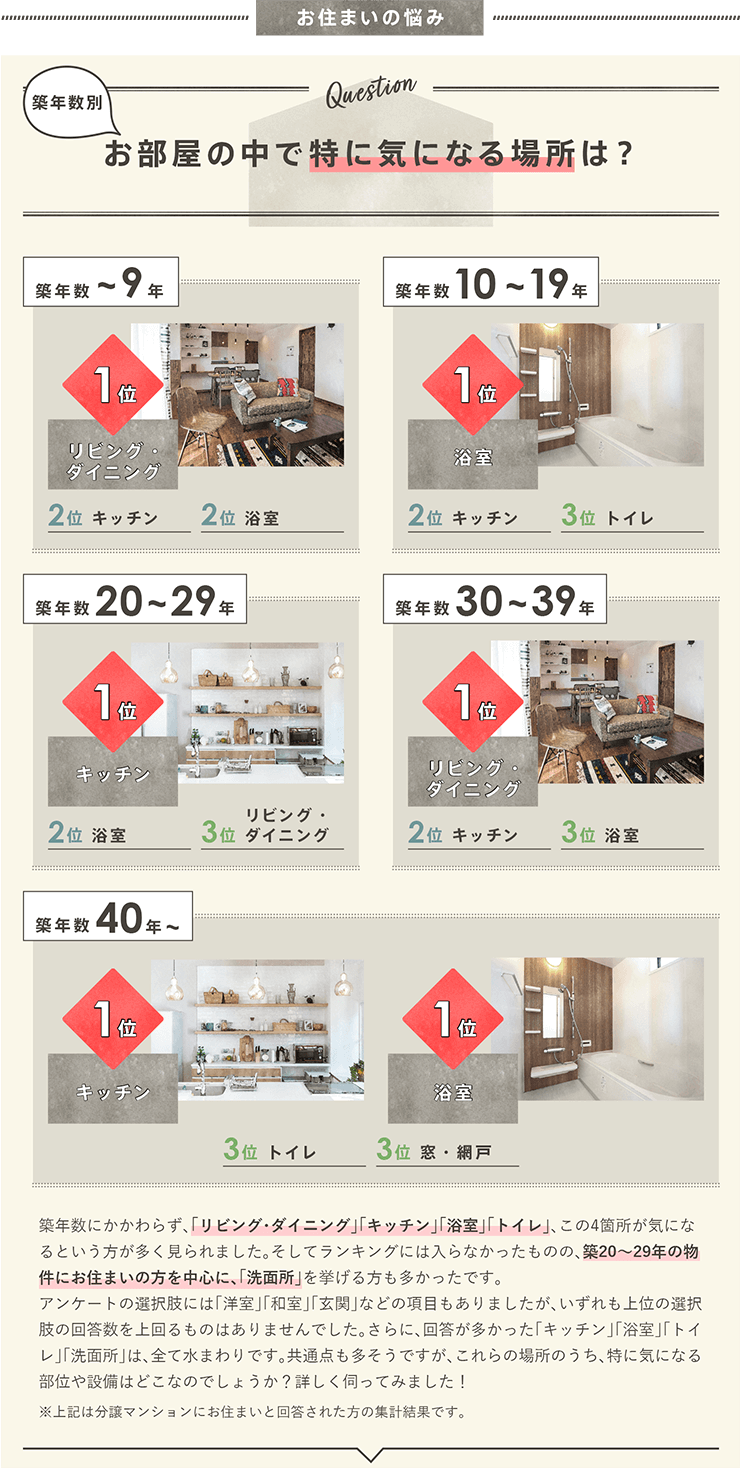 お住まいの悩み
Question
築年数別
お部屋の中で特に気になる場所は?
築年数 ~9年
1位
リビング・
ダイニング
2位 キッチン
2位 浴室
築年数 10~19年
1位
浴室
2位 キッチン
3位 トイレ
築年数 20~29年
1位
キッチン
2位 浴室
3位 リビング・
ダイニング
築年数 30~39年
1位
リビング・
ダイニング
2位 キッチン
3位 浴室
築年数 40年~
1位
キッチン
1位
浴室
3位 トイレ
3位 窓・網戸
築年数にかかわらず、「リビング・ダイニング」「キッチン」「浴室」「トイレ」、この4箇所が気にな
るという方が多く見られました。そしてランキングには入らなかったものの、築20〜29年の物
件にお住まいの方を中心に、「洗面所」を挙げる方も多かったです。
アンケートの選択肢には「洋室」「和室」「玄関」などの項目もありましたが、いずれも上位の選択
肢の回答数を上回るものはありませんでした。さらに、回答が多かった「キッチン」「浴室」「トイ
レ」「洗面所」は、全て水まわりです。共通点も多そうですが、これらの場所のうち、特に気になる
部位や設備はどこなのでしょうか?詳しく伺ってみました!
※上記は分譲マンションにお住まいと回答された方の集計結果です。